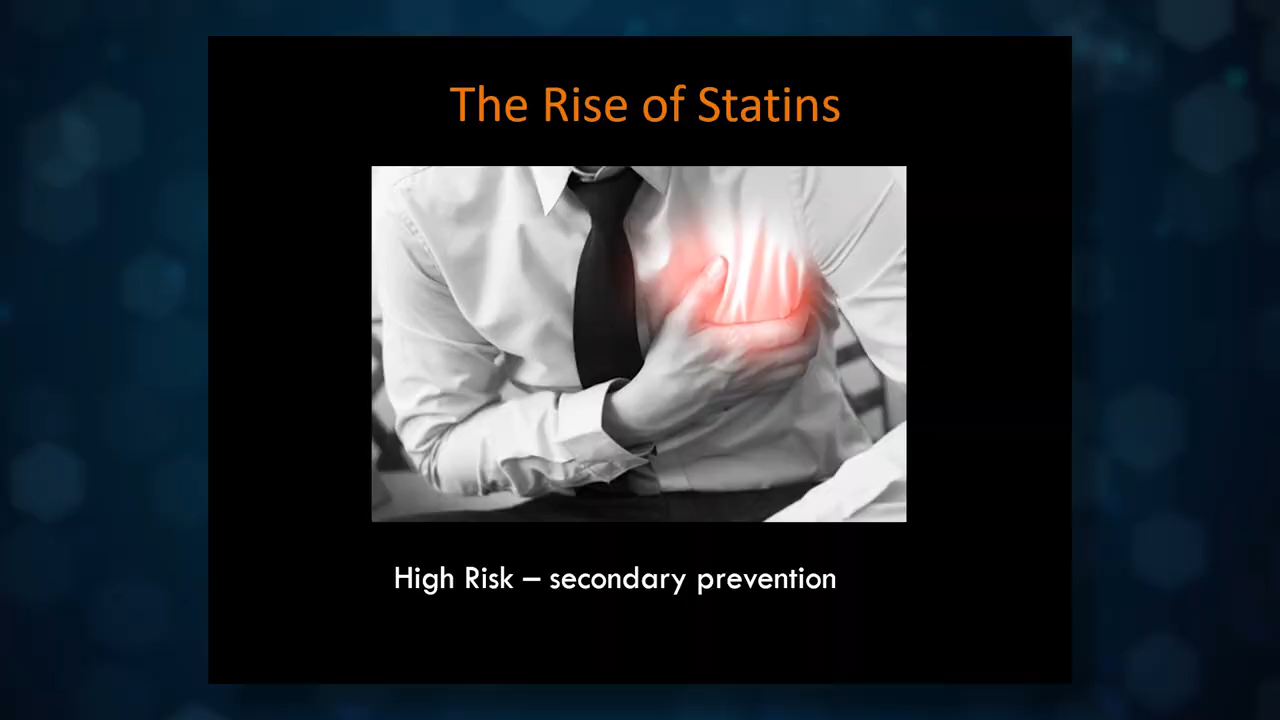 The Rise of Statins
High Risk – secondary prevention